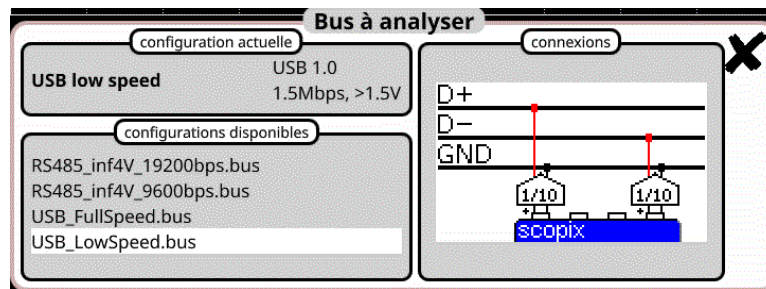 Bus à analyser
configuration actuelle
USB low speed
USB 1.0
1.5Mbps, >1.5V
configurations disponibles
RS485_inf4V_19200bps.bus
RS485_inf4V_9600bps.bus
USB_FullSpeed.bus
USB_LowSpeed.bus
connexions
D+
D-
GND
1/10 1/10
+ +
scopix